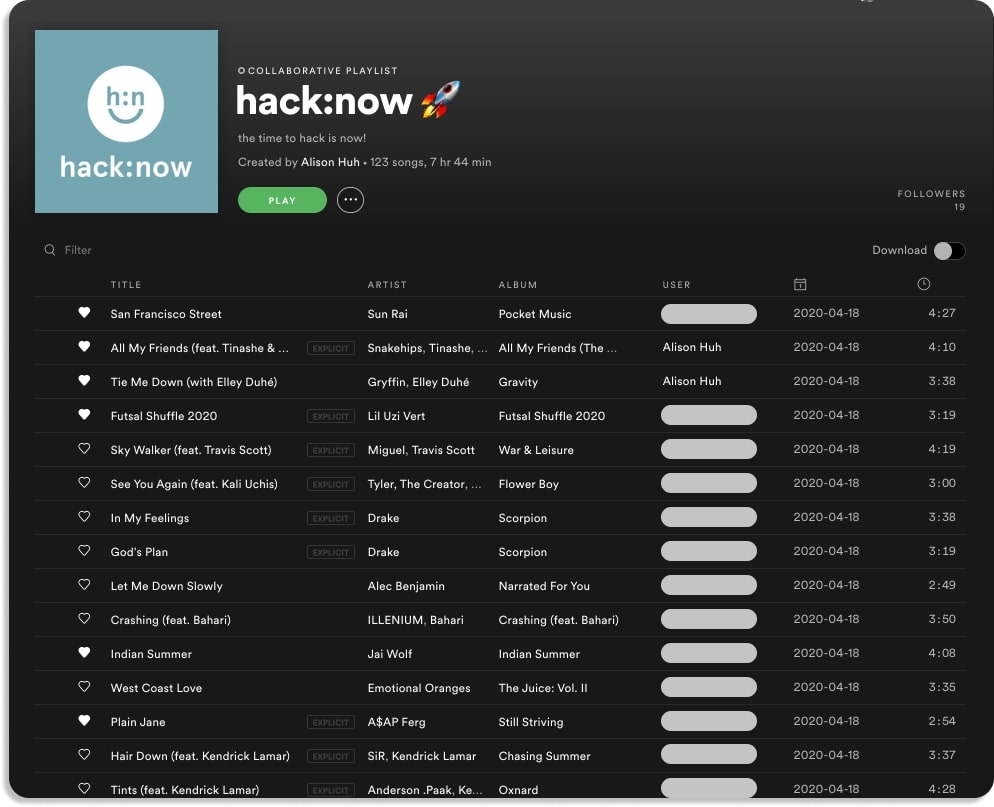 h:n
hack:now
COLLABORATIVE PLAYLIST
hack:now 🚀
the time to hack is now!
Created by Alison Huh • 123 songs, 7 hr 44 min
PLAY
FOLLOWERS
19
Filter
Download
TITLE ARTIST ALBUM USER
San Francisco Street Sun Rai Pocket Music 2020-04-18 4:27
All My Friends (feat. Tinashe & ... EXPLICIT Snakehips, Tinashe, ... All My Friends (The ... Alison Huh 2020-04-18 4:10
Tie Me Down (with Elley Duhé) Gryffin, Elley Duhé Gravity Alison Huh 2020-04-18 3:38
Futsal Shuffle 2020 EXPLICIT Lil Uzi Vert Futsal Shuffle 2020 2020-04-18 3:19
Sky Walker (feat. Travis Scott) EXPLICIT Miguel, Travis Scott War & Leisure 2020-04-18 4:19
See You Again (feat. Kali Uchis) EXPLICIT Tyler, The Creator, ... Flower Boy 2020-04-18 3:00
In My Feelings EXPLICIT Drake Scorpion 2020-04-18 3:38
God's Plan EXPLICIT Drake Scorpion 2020-04-18 3:19
Let Me Down Slowly Alec Benjamin Narrated For You 2020-04-18 2:49
Crashing (feat. Bahari) ILLENIUM, Bahari Crashing (feat. Bahari) 2020-04-18 3:50
Indian Summer Jai Wolf Indian Summer 2020-04-18 4:08
West Coast Love Emotional Oranges The Juice: Vol. II 2020-04-18 3:35
Plain Jane EXPLICIT A$AP Ferg Still Striving 2020-04-18 2:54
Hair Down (feat. Kendrick Lamar) EXPLICIT SiR, Kendrick Lamar Chasing Summer 2020-04-18 3:37
Tints (feat. Kendrick Lamar) EXPLICIT Anderson .Paak, Ke... Oxnard 2020-04-18 4:28